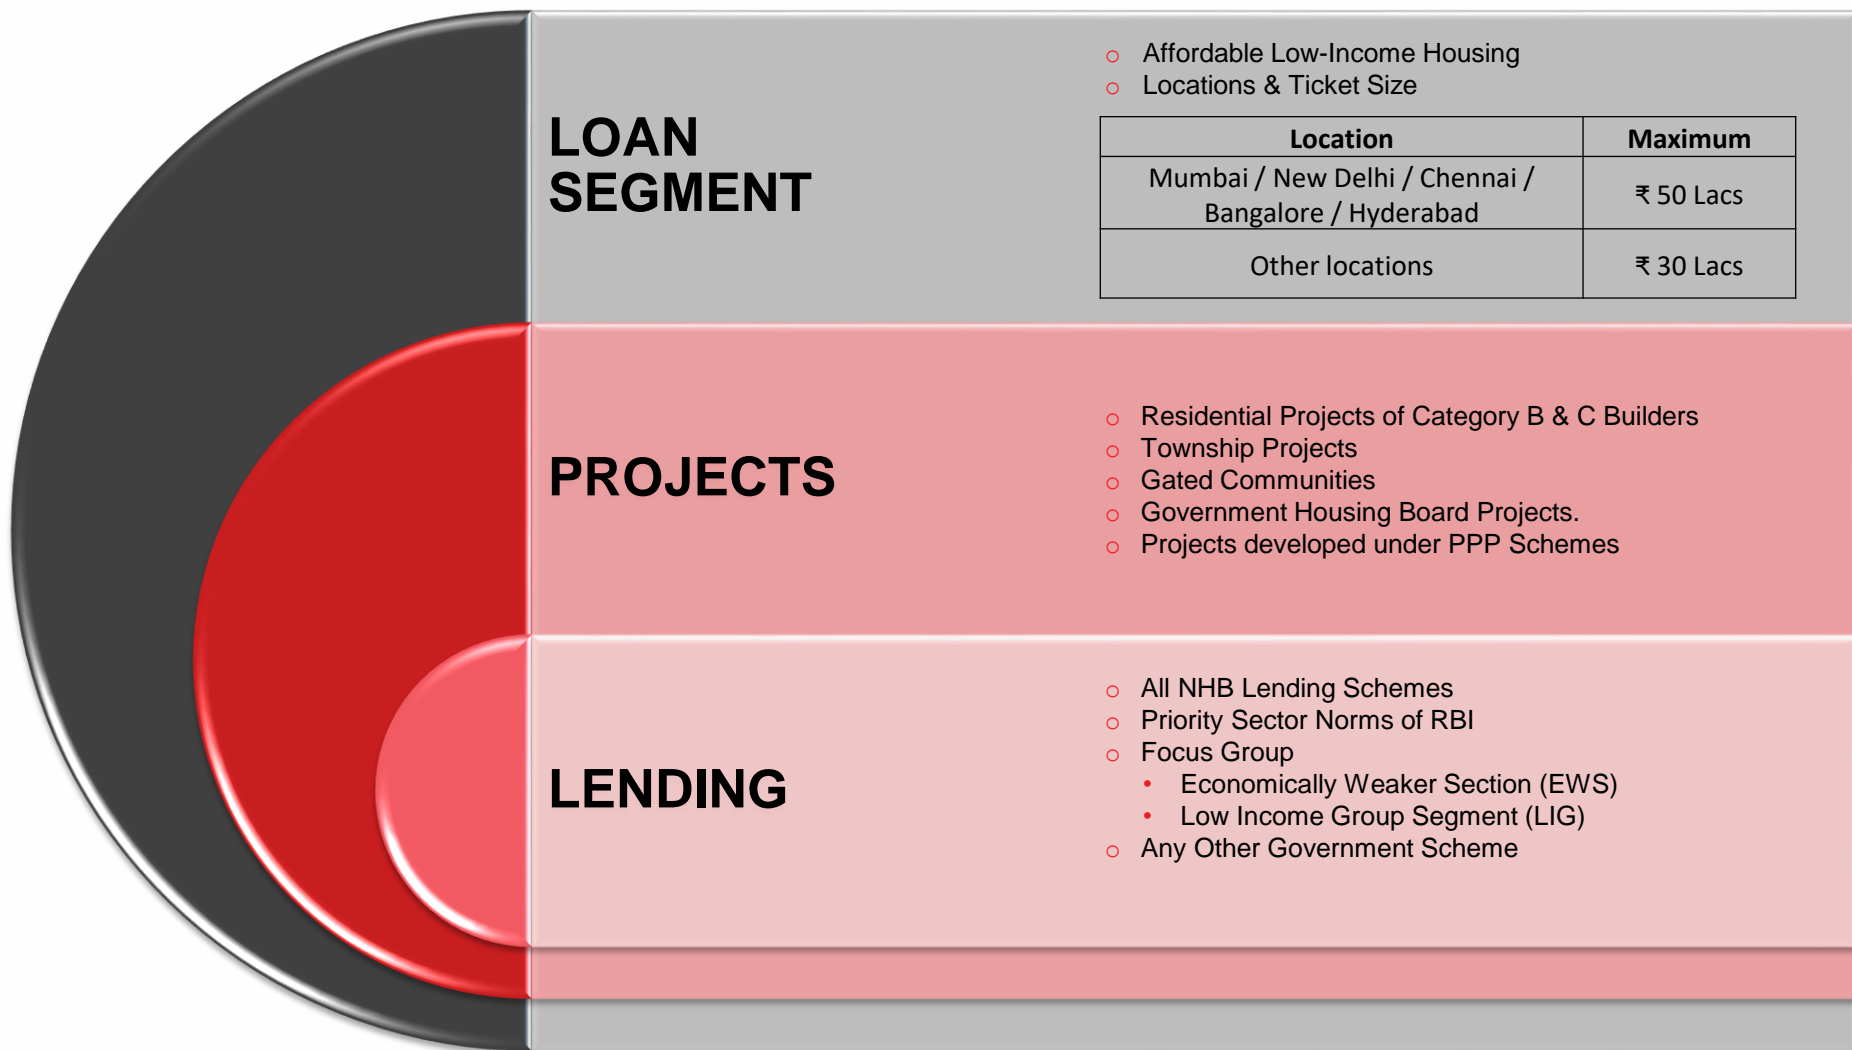 LOAN
SEGMENT
Affordable Low-Income Housing
Locations & Ticket Size
Location Maximum
Mumbai / New Delhi / Chennai /
Bangalore / Hyderabad
₹ 50 Lacs
Other locations ₹ 30 Lacs
PROJECTS
Residential Projects of Category B & C Builders
Township Projects
Gated Communities
Government Housing Board Projects.
Projects developed under PPP Schemes
LENDING
All NHB Lending Schemes
Priority Sector Norms of RBI
Focus Group
Economically Weaker Section (EWS)
Low Income Group Segment (LIG)
Any Other Government Scheme